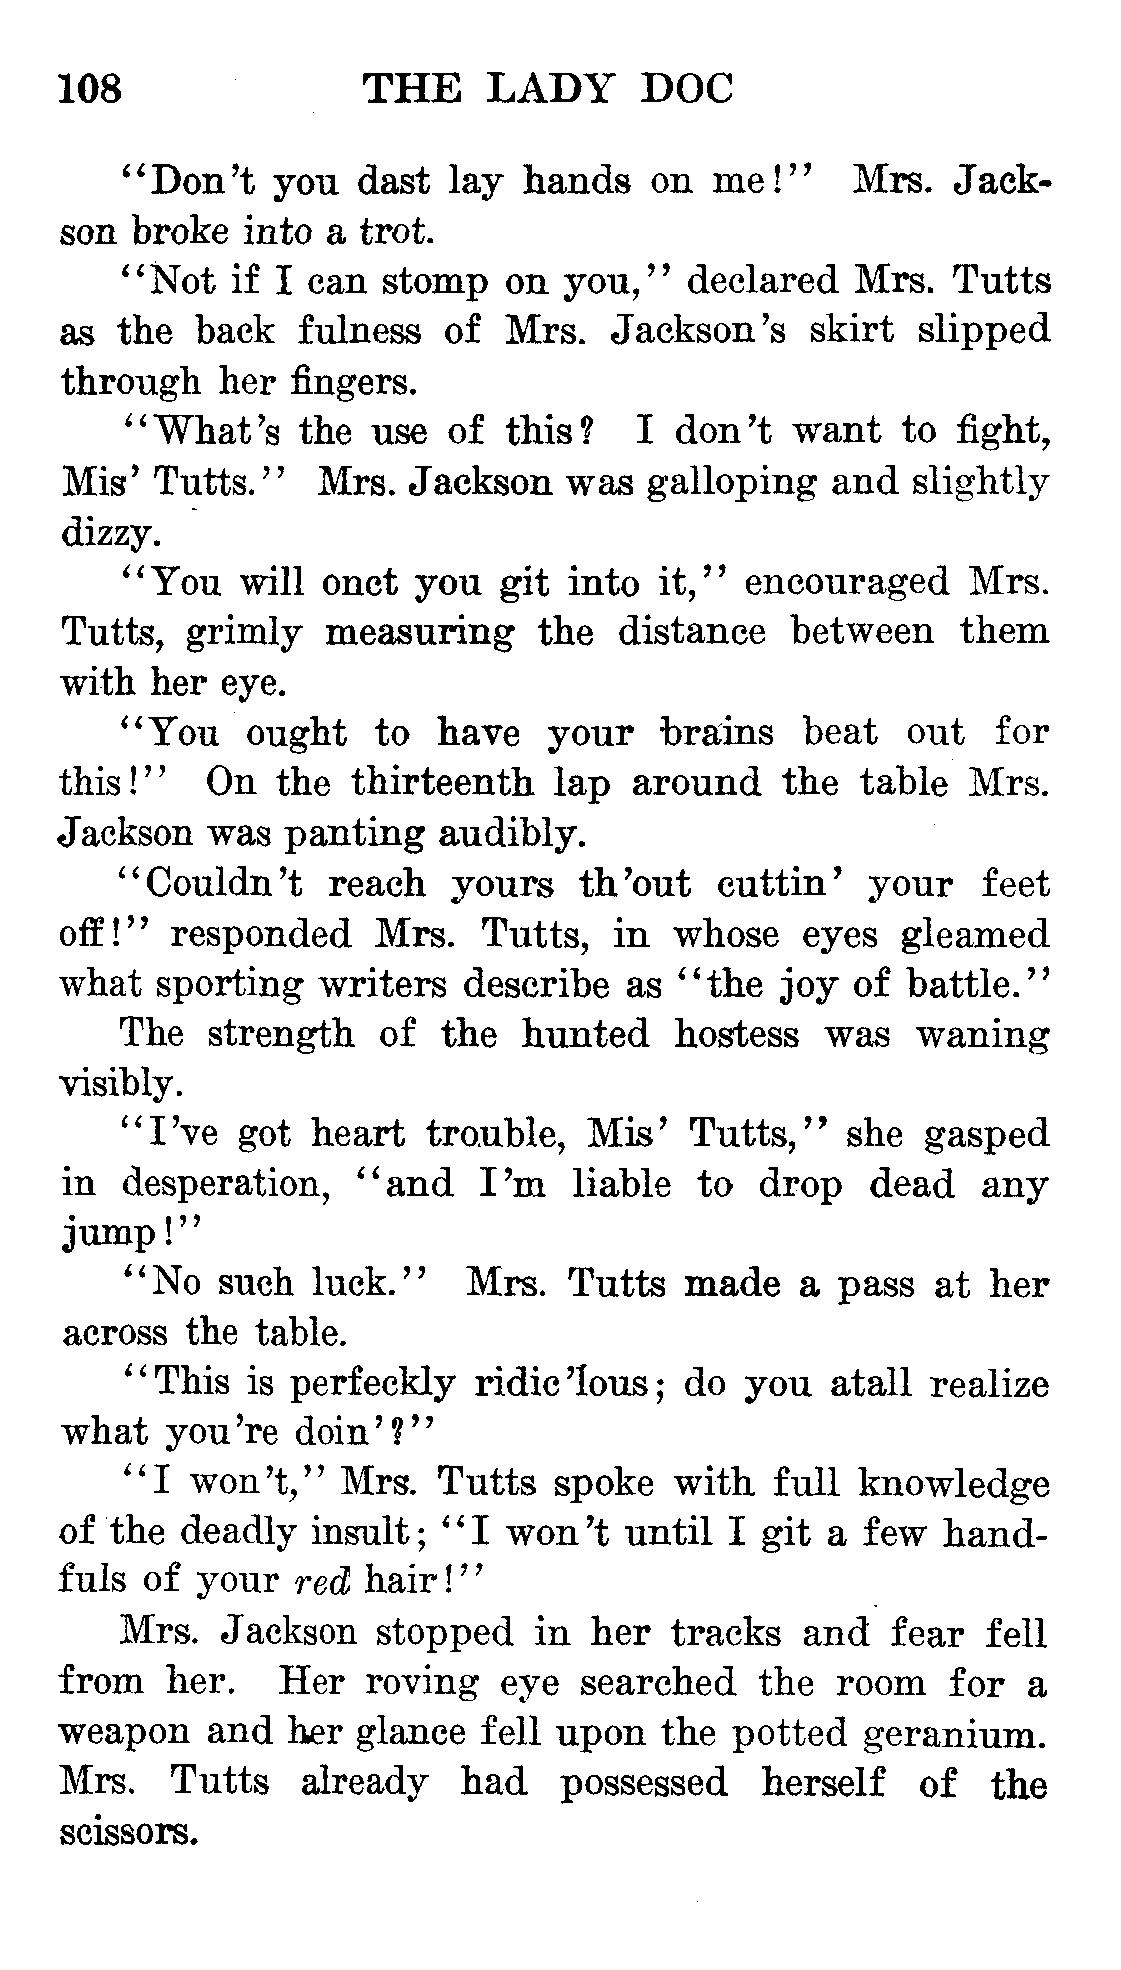 108 THE LADY DOC
"Don't you dast lay hands on me!" Mrs. Jack-
son broke into a trot.
"Not if I can stomp on you," declared Mrs. Tutts
as the back fulness of Mrs. Jackson's skirt slipped
through her fingers.
"What's the use of this? I don't want to fight,
Mis' Tutts." Mrs. Jackson was galloping and slightly
dizzy.
"You will onct you git into it," encouraged Mrs.
Tutts, grimly measuring the distance between them
with her eye.
"You ought to have your brains beat out for
this!" On the thirteenth lap around the table Mrs.
Jackson was panting audibly.
"Couldn't reach yours th'out cuttin' your feet
off!" responded Mrs. Tutts, in whose eyes gleamed
what sporting writers describe as "the joy of battle."
The strength of the hunted hostess was waning
visibly.
"I've got heart trouble, Mis' Tutts," she gasped
in desperation, "and I'm liable to drop dead any
jump!"
"No such luck." Mrs. Tutts made a pass at her
across the table.
"This is perfeckly ridic'lous; do you atall realize
what you're doin'?"
"I won't," Mrs. Tutts spoke with full knowledge
of the deadly insult; "I won't until I git a few hand-
fuls of your red hair!"
Mrs. Jackson stopped in her tracks and fear fell
from her. Her roving eye searched the room for a
weapon and her glance fell upon the potted geranium.
Mrs. Tutts already had possessed herself of the
scissors.